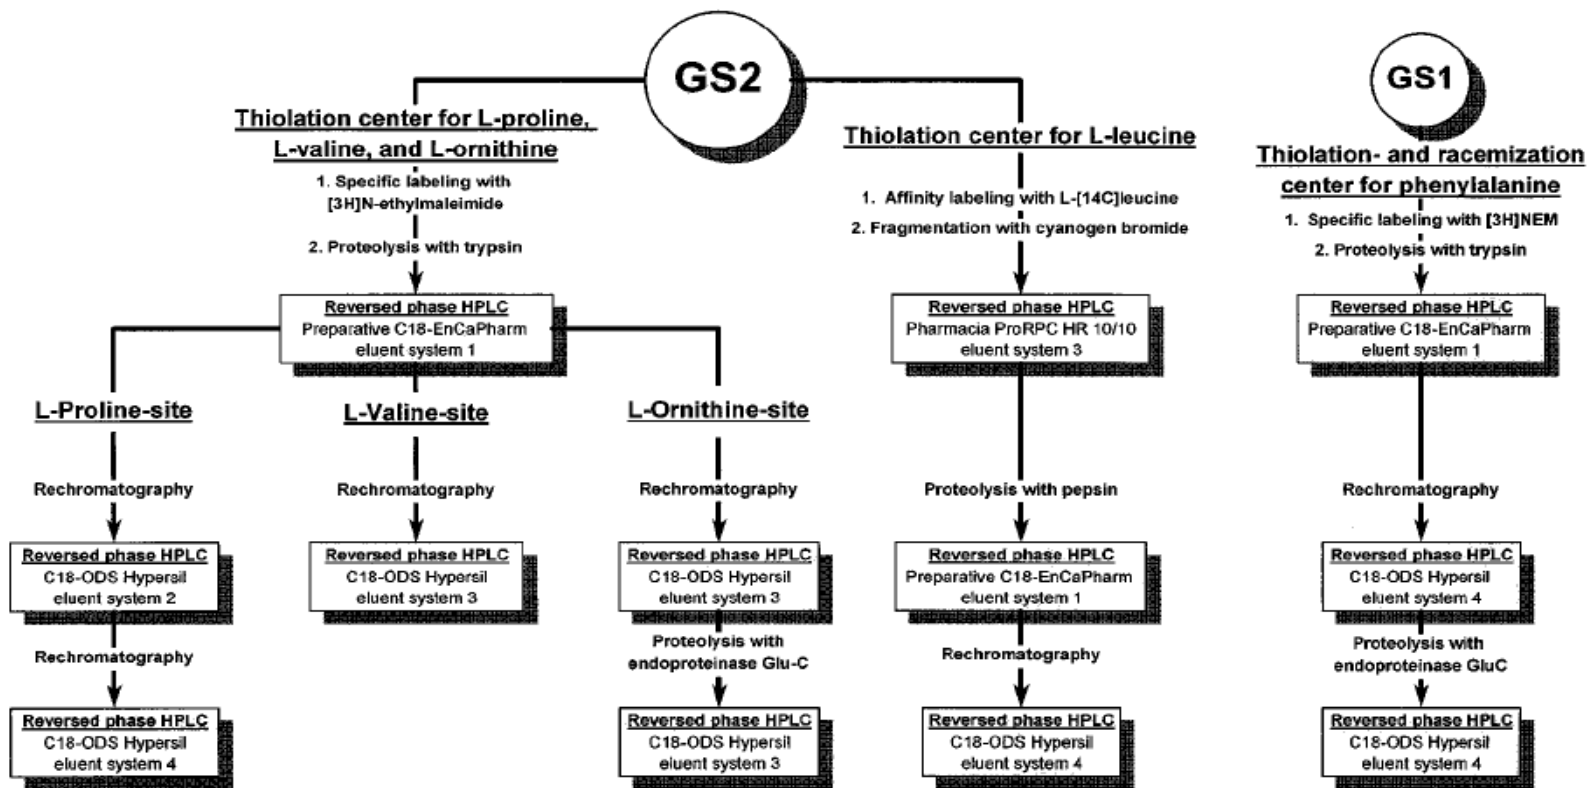 GS2
Thiolation center for L-proline,
L-valine, and L-ornithine
1. Specific labeling with
[3H]N-ethylmaleimide
2. Proteolysis with trypsin
Reversed phase HPLC
Preparative C18-EnCaPharm
eluent system 1
L-Proline-site
Rechromatography
Reversed phase HPLC
C18-ODS Hypersil
eluent system 2
Rechromatography
Reversed phase HPLC
C18-ODS Hypersil
eluent system 4
L-Valine-site
Rechromatography
Reversed phase HPLC
C18-ODS Hypersil
eluent system 3
L-Ornithine-site
Rechromatography
Reversed phase HPLC
C18-ODS Hypersil
eluent system 3
Proteolysis with
endoproteinase Glu-C
Reversed phase HPLC
C18-ODS Hypersil
eluent system 3
Thiolation center for L-leucine
1. Affinity labeling with L-[14C]leucine
2. Fragmentation with cyanogen bromide
Reversed phase HPLC
Pharmacia ProRPC HR 10/10
eluent system 3
Proteolysis with pepsin
Reversed phase HPLC
Preparative C18-EnCaPharm
eluent system 1
Rechromatography
Reversed phase HPLC
C18-ODS Hypersil
eluent system 4
GS1
Thiolation- and racemization
center for phenylalanine
1. Specific labeling with [3H]NEM
2. Proteolysis with trypsin
Reversed phase HPLC
Preparative C18-EnCaPharm
eluent system 1
Rechromatography
Reversed phase HPLC
C18-ODS Hypersil
eluent system 4
Proteolysis with
endoproteinase GluC
Reversed phase HPLC
C18-ODS Hypersil
eluent system 4